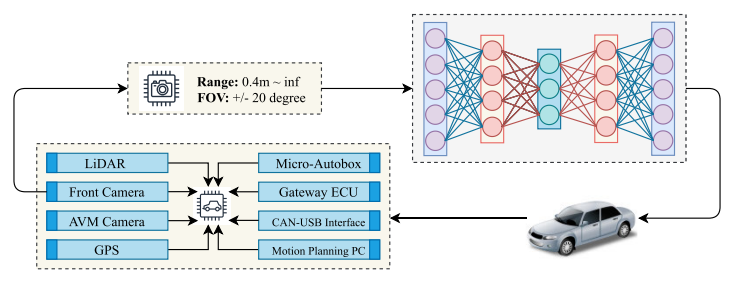 Range: 0.4m ~ inf
FOV: +/- 20 degree
LiDAR
Micro-Autobox
Front Camera
Gateway ECU
AVM Camera
CAN-USB Interface
GPS
Motion Planning PC